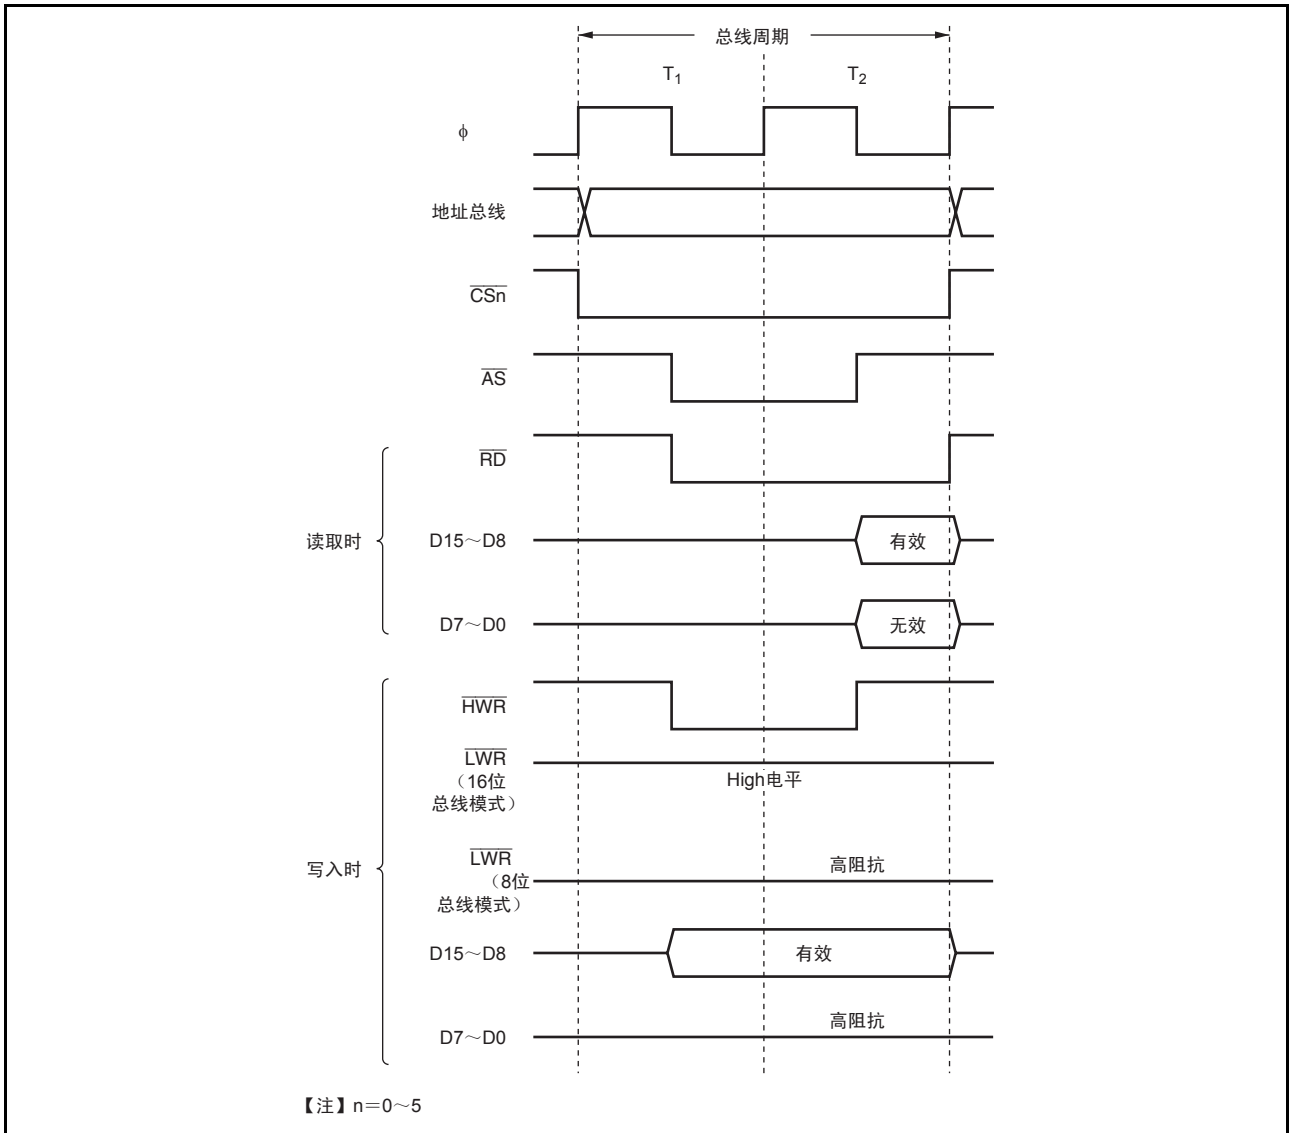 总线周期
T1 T2
ϕ
地址总线
CSn
AS
RD
读取时
D15～D8 有效
D7～D0 无效
HWR
LWR
（16位
总线模式）
High电平
写入时
LWR
（8位
总线模式）
高阻抗
D15～D8 有效
D7～D0 高阻抗
【注】n＝0～5